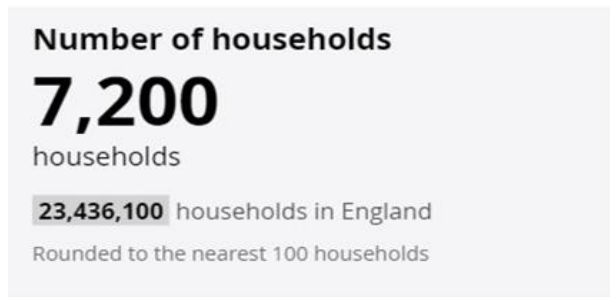 Number of households
7,200
households
23,436,100 households in England
Rounded to the nearest 100 households